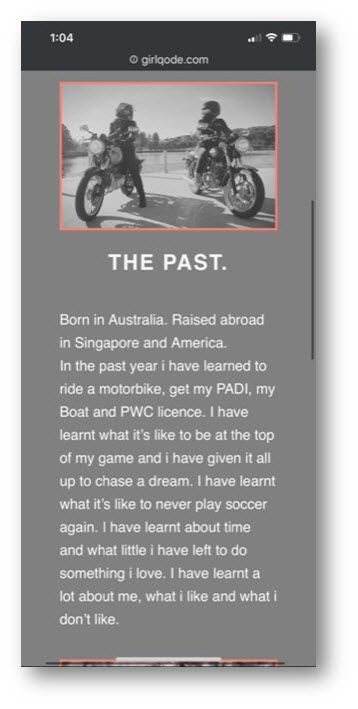 1:04
girlqode.com
THE PAST.
Born in Australia. Raised abroad
in Singapore and America.
In the past year i have learned to
ride a motorbike, get my PADI, my
Boat and PWC licence. I have
learnt what it’s like to be at the top
of my game and i have given it all
up to chase a dream. I have learnt
what it’s like to never play soccer
again. I have learnt about time
and what little i have left to do
something i love. I have learnt a
lot about me, what i like and what i
don’t like.